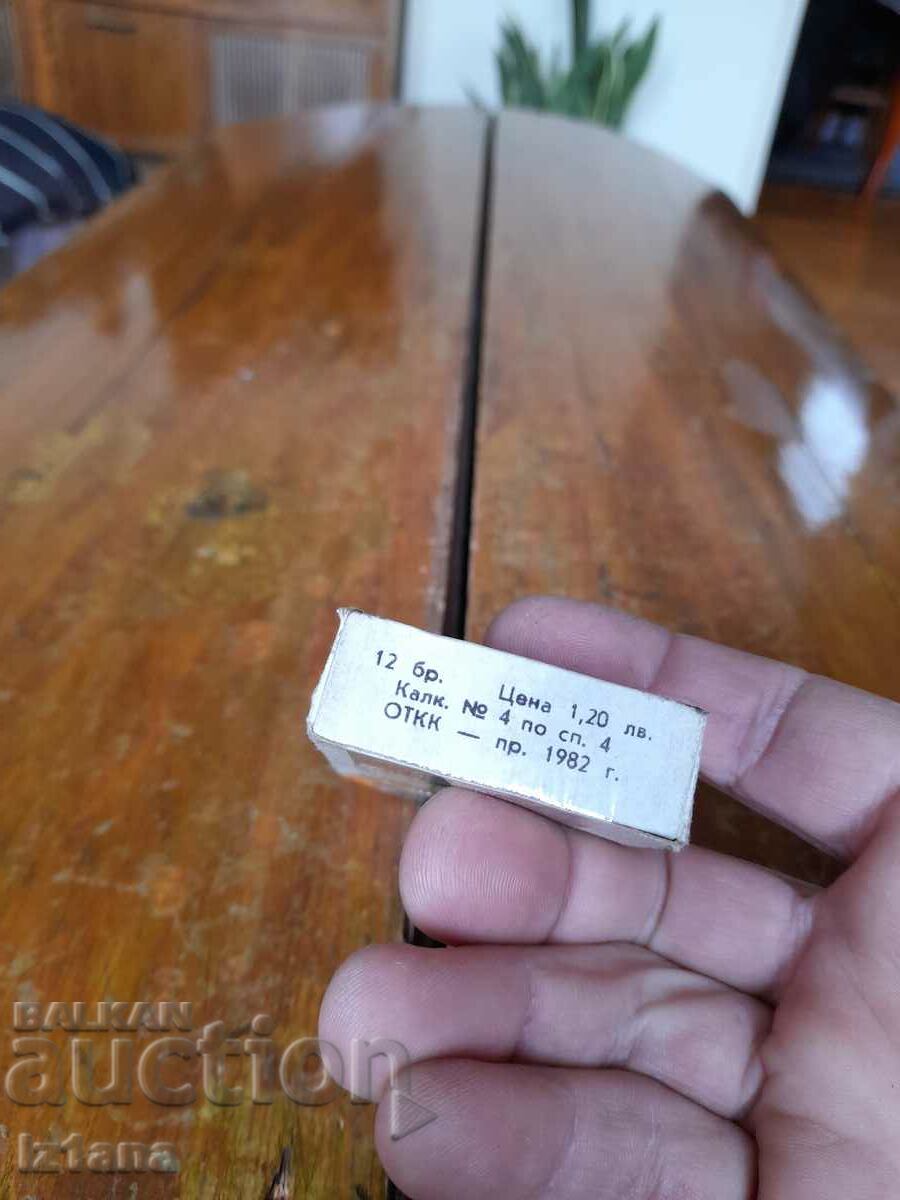 12 бр. Цена 1,20 лв.
Калк. № 4 по сп. 4
ОТКК — пр. 1982 г.
BALKAN
auction
Iztana